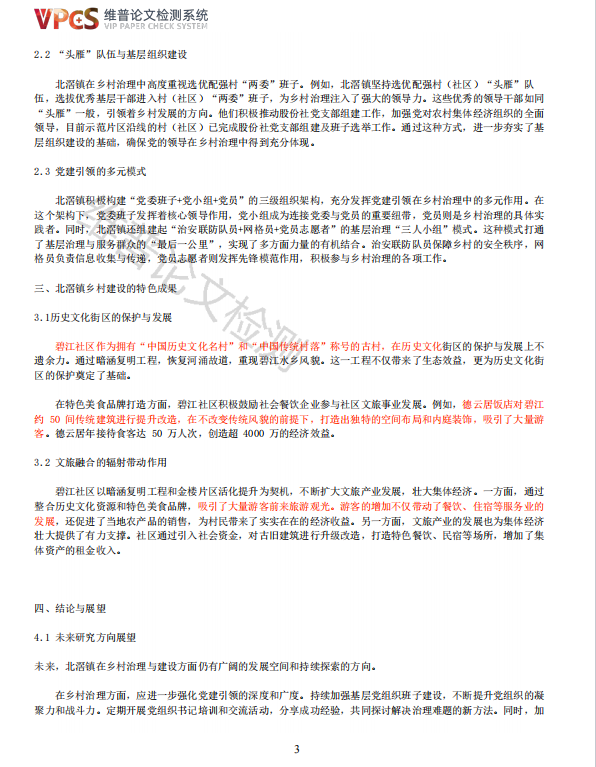 VPCS 维普论文检测系统
VIP PAPER CHECK SYSTEM
2.2 “头雁”队伍与基层组织建设
北滘镇在乡村治理中高度重视选优配强村“两委”班子。例如，北滘镇坚持选优配强村（社区）“头雁”队
伍，选拔优秀基层干部进入村（社区）“两委”班子，为乡村治理注入了强大的领导力。这些优秀的领导干部如同
“头雁”一般，引领着乡村发展的方向。他们积极推动股份社党支部组建工作，加强党对农村集体经济组织的全面
领导，目前示范片区沿线的村（社区）已完成股份社党支部组建及班子选举工作。通过这种方式，进一步夯实了基
层组织建设的基础，确保党的领导在乡村治理中得到充分体现。
2.3 党建引领的多元模式
北滘镇积极构建“党委班子+党小组+党员”的三级组织架构，充分发挥党建引领在乡村治理中的多元作用。在
这个架构下，党委班子发挥着核心领导作用，党小组成为连接党委与党员的重要纽带，党员则是乡村治理的具体实
践者。同时，北滘镇还组建起“治安联防队员+网格员+党员志愿者”的基层治理“三人小组”模式。这种模式打通
了基层治理与服务群众的“最后一公里”，实现了多方面力量的有机结合。治安联防队员保障乡村的安全秩序，网
格员负责信息收集与传递，党员志愿者则发挥先锋模范作用，积极参与乡村治理的各项工作。
三、北滘镇乡村建设的特色成果
3.1历史文化街区的保护与发展
碧江社区作为拥有“中国历史文化名村”和“中国传统村落”称号的古村，在历史文化街区的保护与发展上不
遗余力。通过暗涵复明工程，恢复河涌故道，重现碧江水乡风貌。这一工程不仅带来了生态效益，更为历史文化街
区的保护奠定了基础。
在特色美食品牌打造方面，碧江社区积极鼓励社会餐饮企业参与社区文旅事业发展。例如，德云居饭店对碧江
约 50 间传统建筑进行提升改造，在不改变传统风貌的前提下，打造出独特的空间布局和内庭装饰，吸引了大量游
客。德云居年接待食客达 50 万人次，创造超 4000 万的经济效益。
3.2 文旅融合的辐射带动作用
碧江社区以暗涵复明工程和金楼片区活化提升为契机，不断扩大文旅产业发展，壮大集体经济。一方面，通过
整合历史文化资源和特色美食品牌，吸引了大量游客前来旅游观光。游客的增加不仅带动了餐饮、住宿等服务业的
发展，还促进了当地农产品的销售，为村民带来了实实在在的经济收益。另一方面，文旅产业的发展也为集体经济
壮大提供了有力支撑。社区通过引入社会资金，对古旧建筑进行升级改造，打造特色餐饮、民宿等场所，增加了集
体资产的租金收入。
四、结论与展望
4.1 未来研究方向展望
未来，北滘镇在乡村治理与建设方面仍有广阔的发展空间和持续探索的方向。
在乡村治理方面，应进一步强化党建引领的深度和广度。持续加强基层党组织班子建设，不断提升党组织的凝
聚力和战斗力。定期开展党组织书记培训和交流活动，分享成功经验，共同探讨解决治理难题的新方法。同时，加
3
维普论文检测